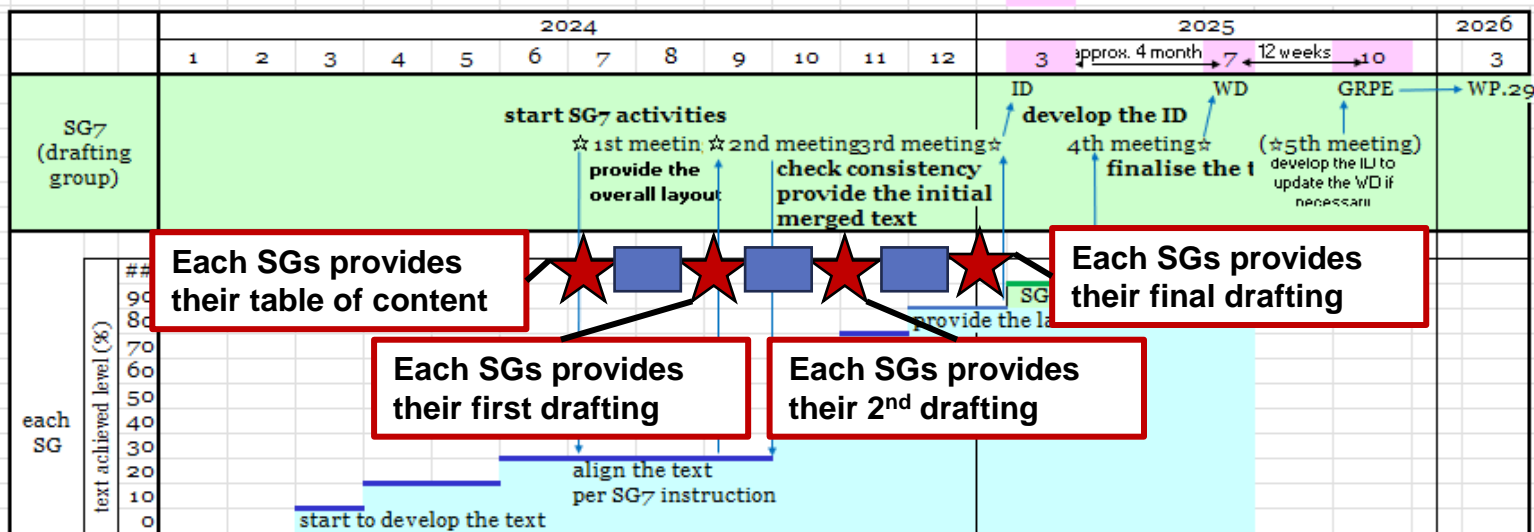 2024 2025 2026
1 2 3 4 5 6 7 8 9 10 11 12 3 approx. 4 month 7 12 weeks 10 3
ID WD GRPE WP.29
SG7
(drafting
group)
start SG7 activities develop the ID
☆ 1st meetin ☆ 2nd meeting 3rd meeting☆ 4th meeting☆ (☆5th meeting)
provide the
overall layout
check consistency
provide the initial
merged text
finalise the t
develop the ID to
update the WD if
necessary
Each SGs provides
their table of content
Each SGs provides
their final drafting
Each SGs provides
their first drafting
Each SGs provides
their 2nd drafting
each
SG
text achieved level (%)
##
90
80
70
60
50
40
30
20
10
0
SG
provide the la
align the text
per SG7 instruction
start to develop the text